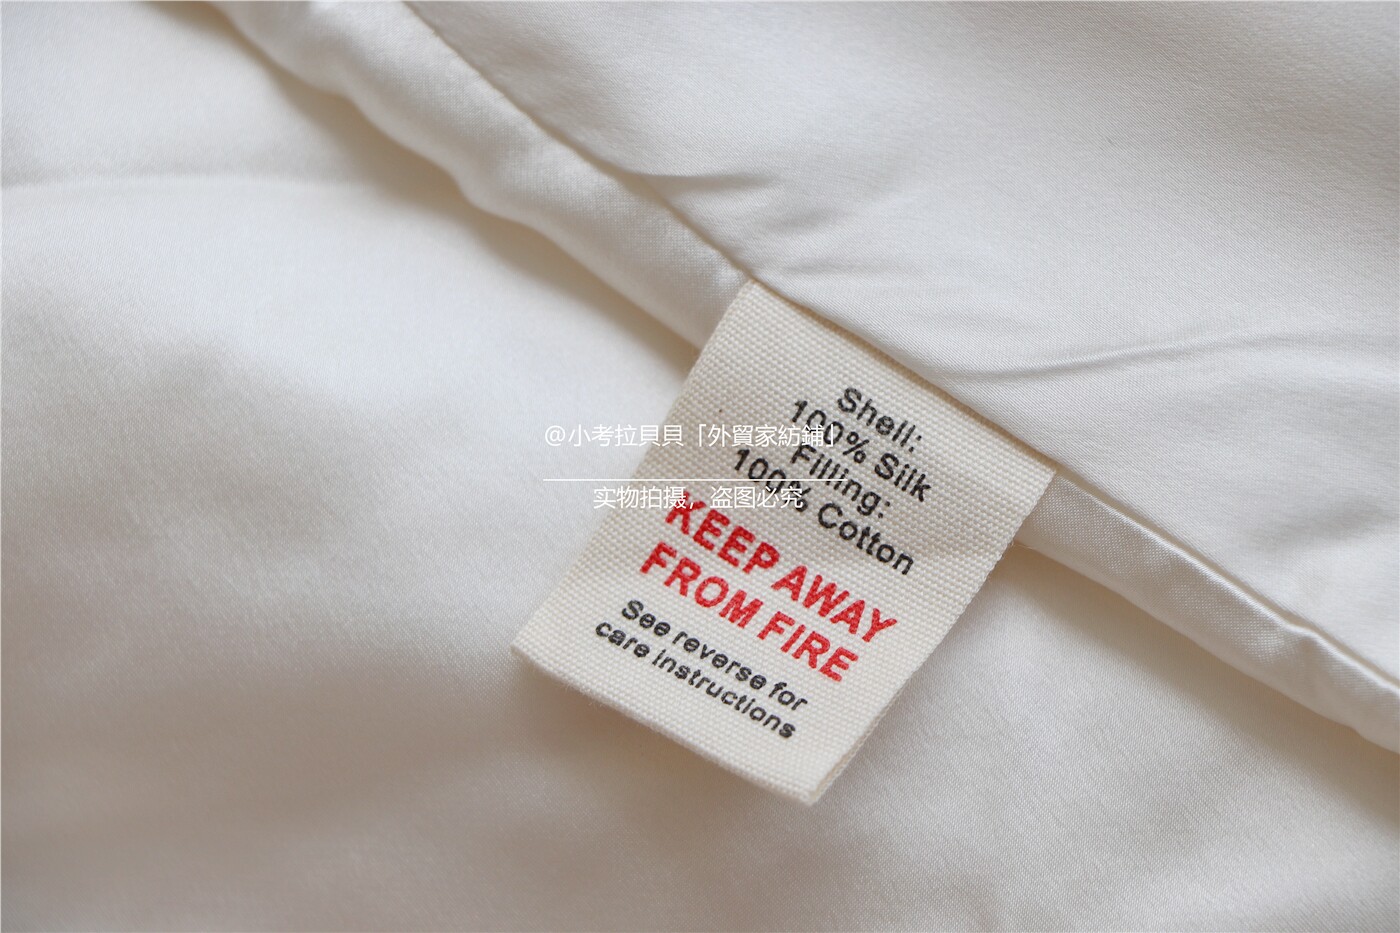 Shell:
100% Silk
Filling:
100% Cotton
KEEP AWAY
FROM FIRE
See reverse for
care instructions
@小考拉貝貝「外貿家紡鋪」
实物拍摄，盗图必究